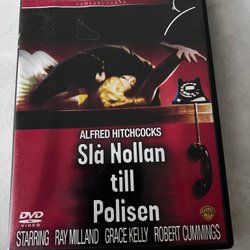 ALFRED HITCHCOCKS
Slå Nollan
till
Polisen
DVD
VIDEO
STARRING RAY MILLAND GRACE KELLY ROBERT CUMMINGS